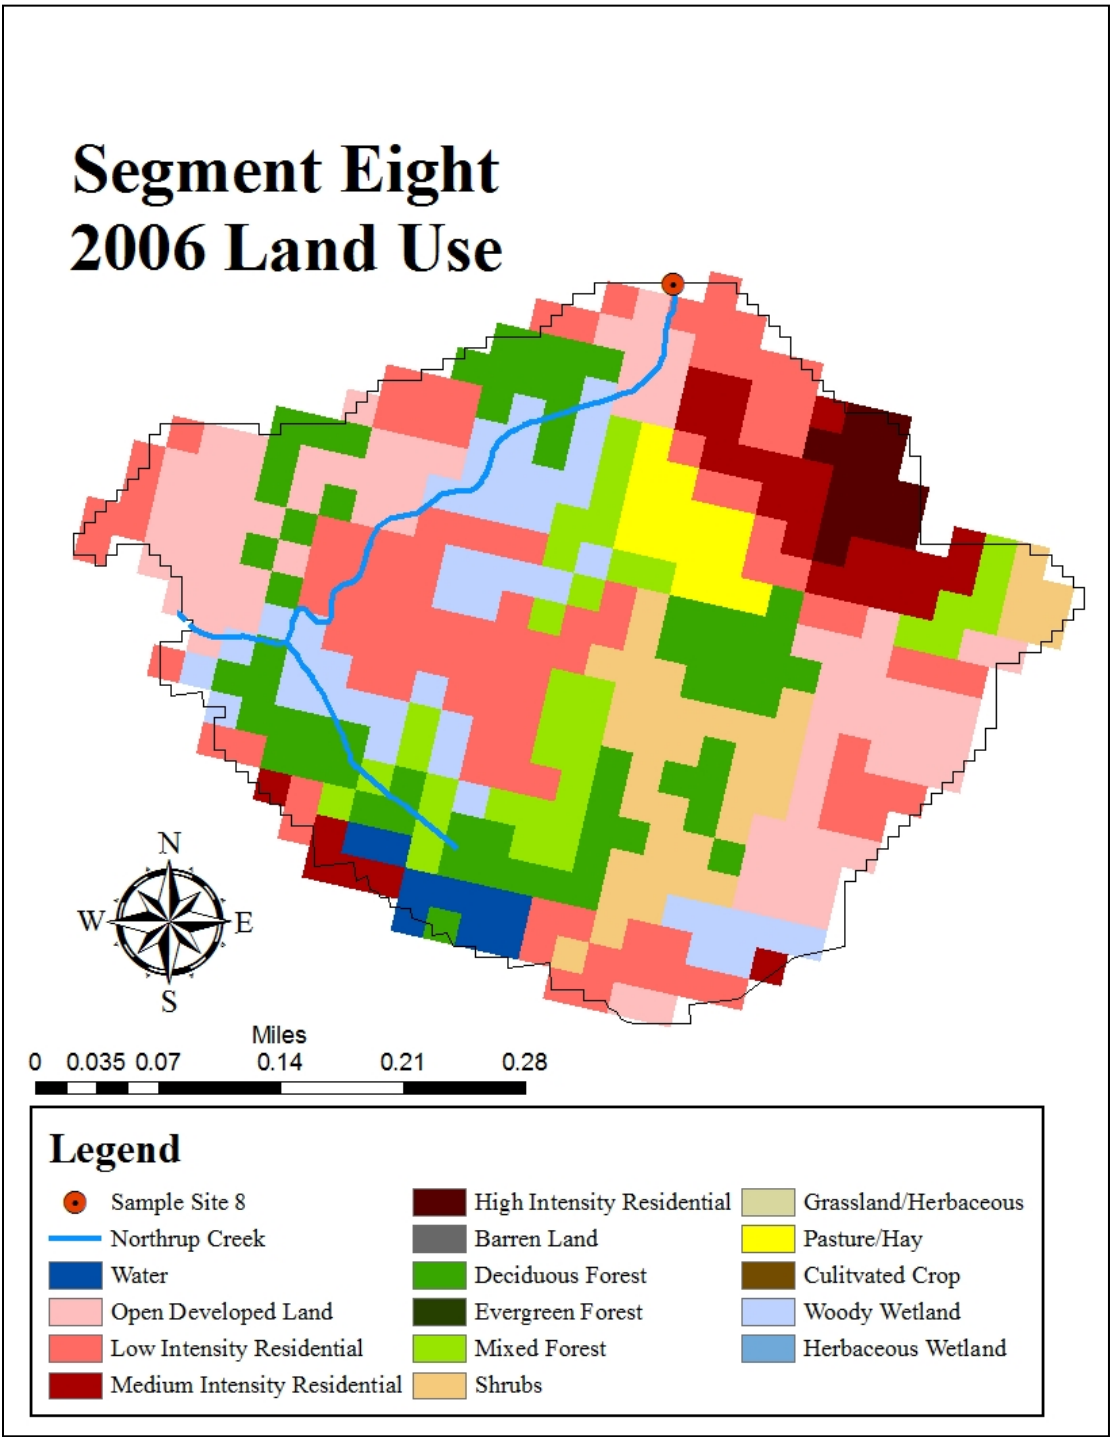 Segment Eight
2006 Land Use
N
W
E
S
Miles
0 0.035 0.07 0.14 0.21 0.28
Legend
Sample Site 8
Northrup Creek
Water
Open Developed Land
Low Intensity Residential
Medium Intensity Residential
High Intensity Residential
Barren Land
Deciduous Forest
Evergreen Forest
Mixed Forest
Shrubs
Grassland/Herbaceous
Pasture/Hay
Culitvated Crop
Woody Wetland
Herbaceous Wetland